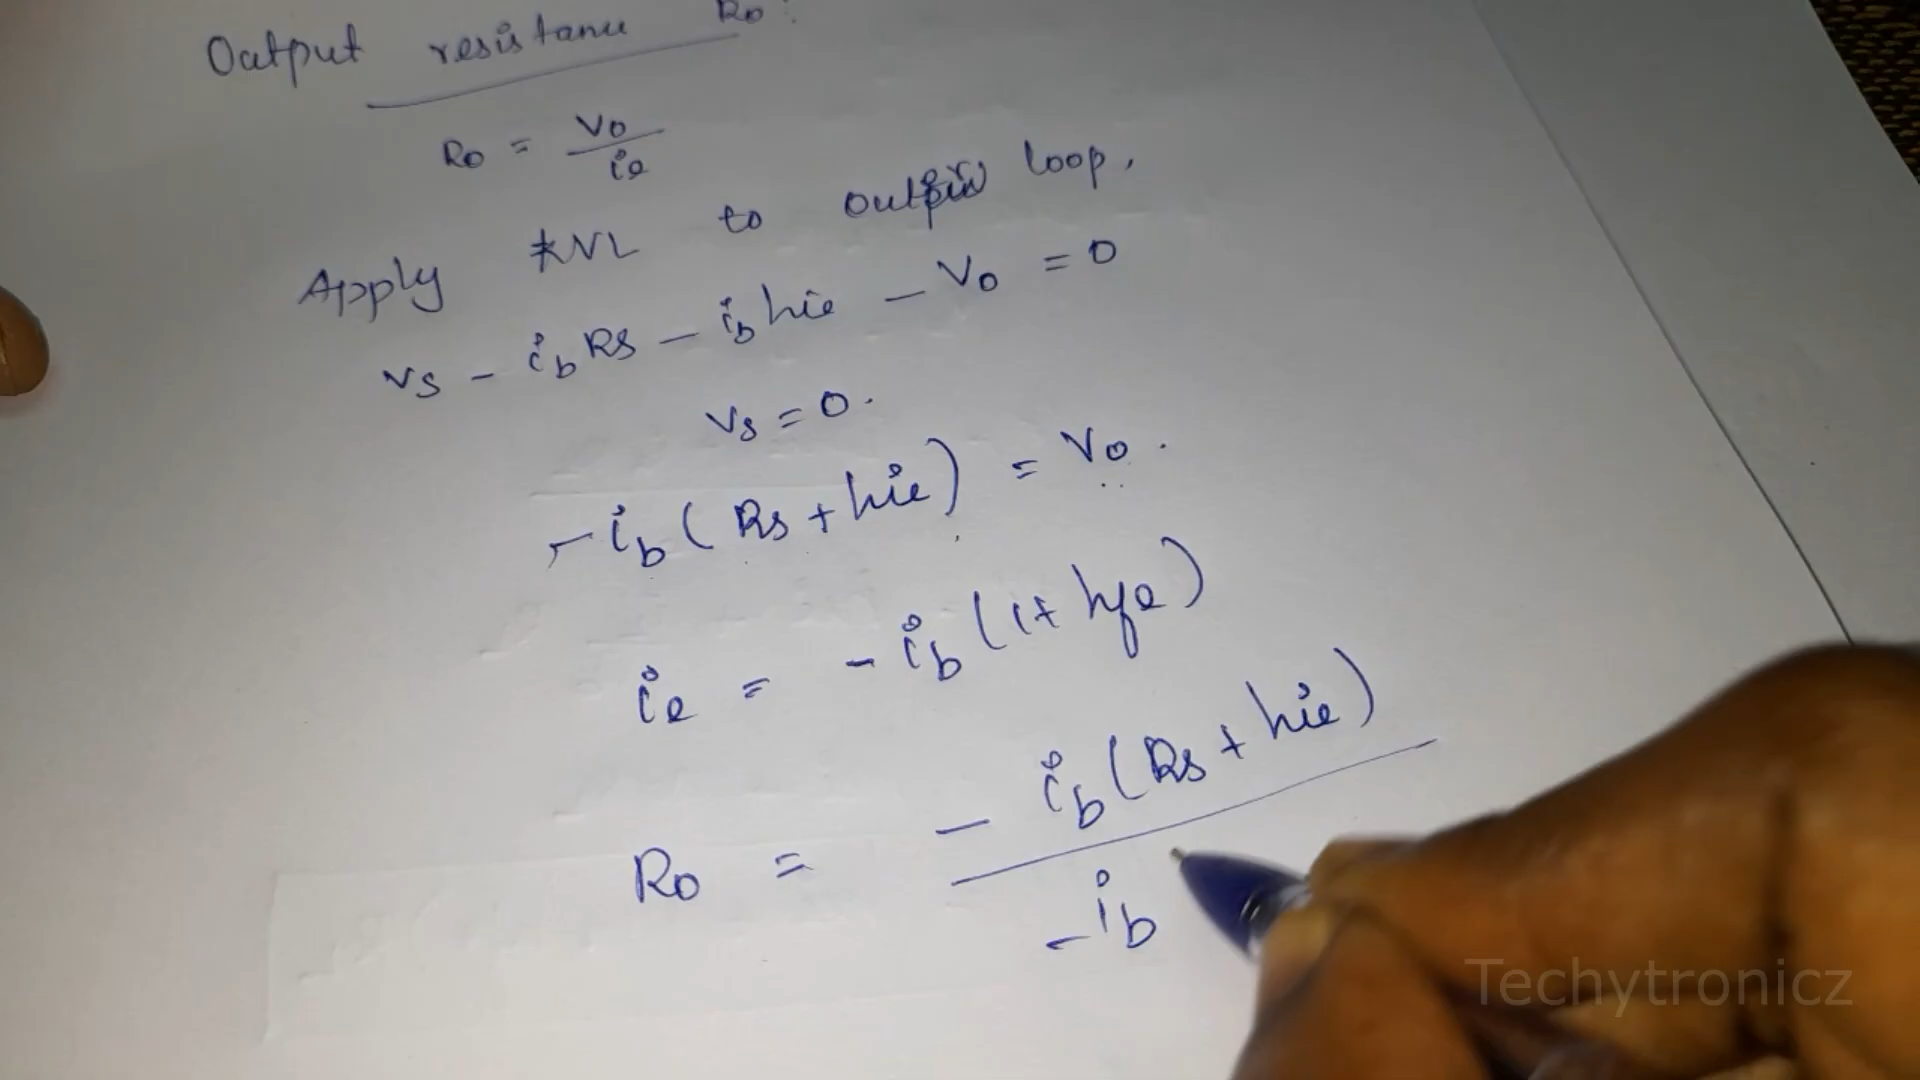 Output resistance Ro:
Ro = Vo / ie
Apply KVL to output loop,
Vs - ib Rs - ib hie - Vo = 0
Vs = 0.
- ib (Rs + hie) = Vo.
ie = - ib (1 + hfe)
Ro = - ib (Rs + hie) / - ib
Techytronicz